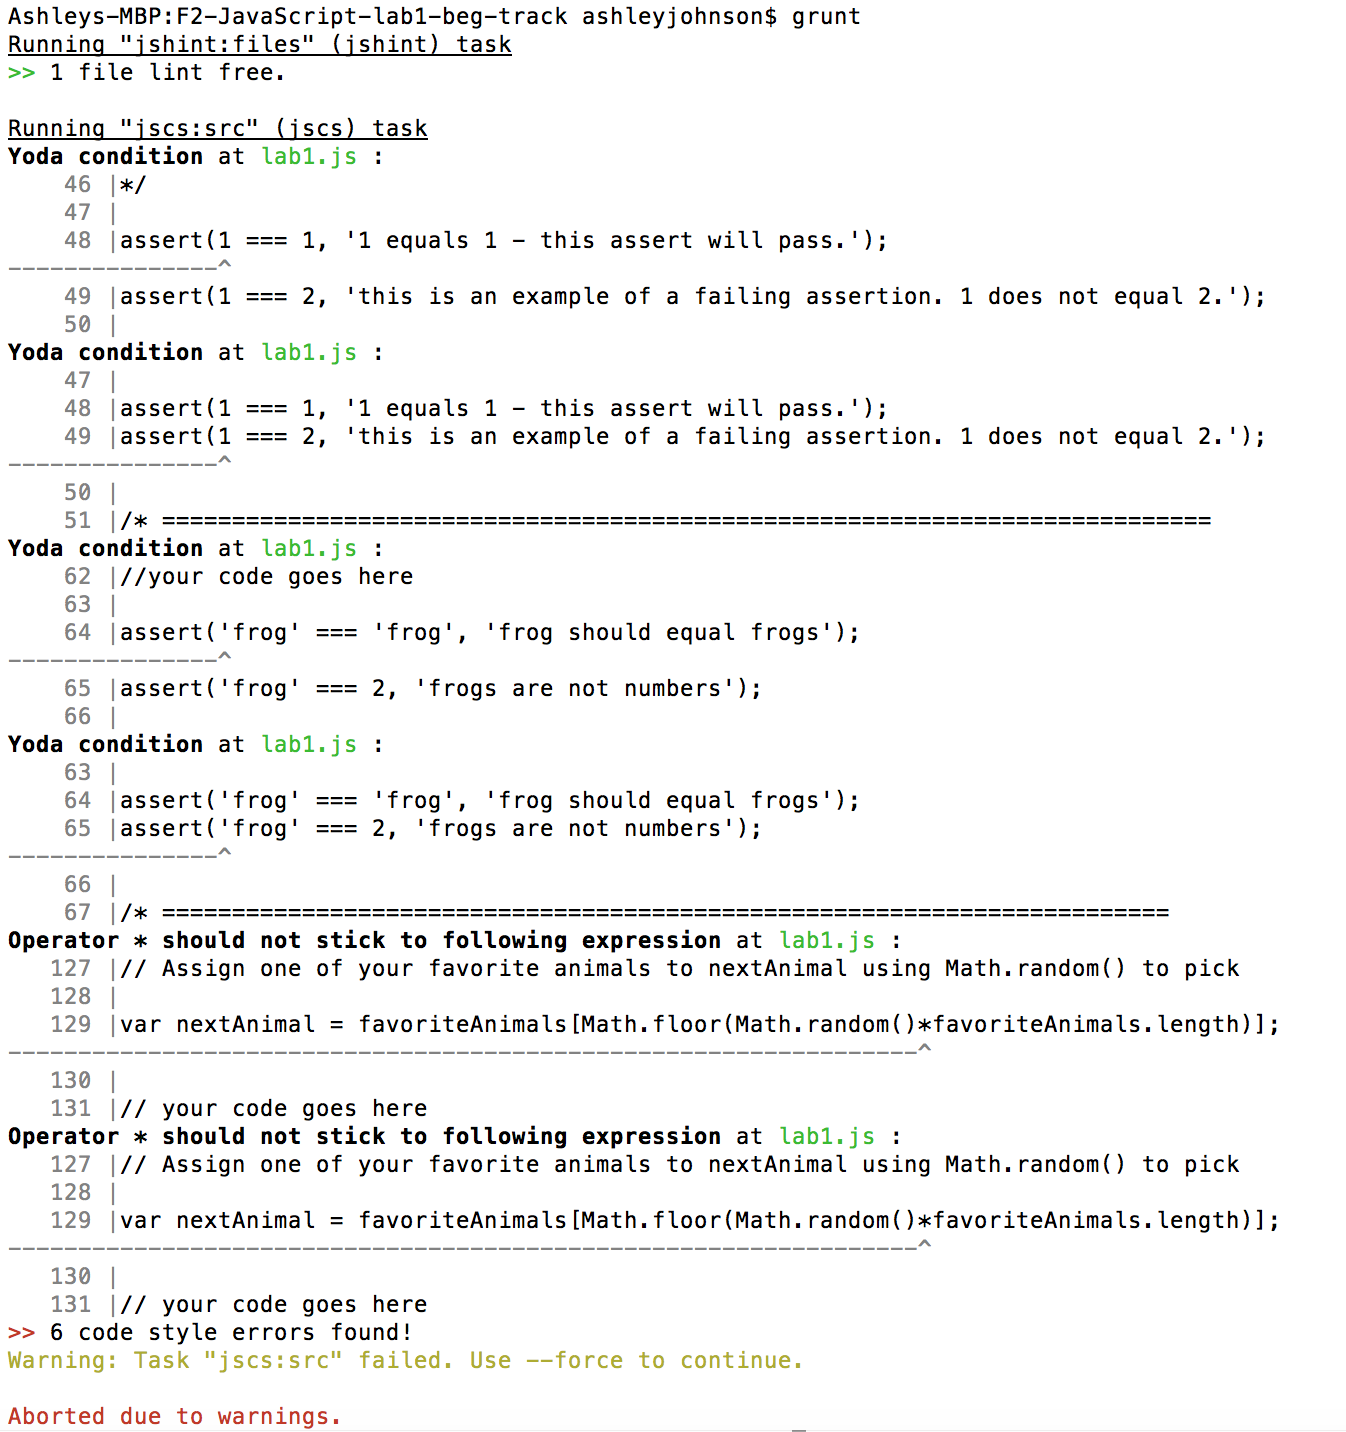 Ashleys-MBP:F2-JavaScript-lab1-beg-track ashleyjohnson$ grunt
Running "jshint:files" (jshint) task
>> 1 file lint free.

Running "jscs:src" (jscs) task
Yoda condition at lab1.js :
    46 |*/
    47 |
    48 |assert(1 === 1, '1 equals 1 - this assert will pass.');
---------------^
    49 |assert(1 === 2, 'this is an example of a failing assertion. 1 does not equal 2.');
    50 |
Yoda condition at lab1.js :
    47 |
    48 |assert(1 === 1, '1 equals 1 - this assert will pass.');
    49 |assert(1 === 2, 'this is an example of a failing assertion. 1 does not equal 2.');
---------------^
    50 |
    51 |/* ===========================================================================
Yoda condition at lab1.js :
    62 |//your code goes here
    63 |
    64 |assert('frog' === 'frog', 'frog should equal frogs');
---------------^
    65 |assert('frog' === 2, 'frogs are not numbers');
    66 |
Yoda condition at lab1.js :
    63 |
    64 |assert('frog' === 'frog', 'frog should equal frogs');
    65 |assert('frog' === 2, 'frogs are not numbers');
---------------^
    66 |
    67 |/* ========================================================================
Operator * should not stick to following expression at lab1.js :
   127 |// Assign one of your favorite animals to nextAnimal using Math.random() to pick
   128 |
   129 |var nextAnimal = favoriteAnimals[Math.floor(Math.random()*favoriteAnimals.length)];
-----------------------------------------------------------------^
   130 |
   131 |// your code goes here
Operator * should not stick to following expression at lab1.js :
   127 |// Assign one of your favorite animals to nextAnimal using Math.random() to pick
   128 |
   129 |var nextAnimal = favoriteAnimals[Math.floor(Math.random()*favoriteAnimals.length)];
-----------------------------------------------------------------^
   130 |
   131 |// your code goes here
>> 6 code style errors found!
Warning: Task "jscs:src" failed. Use --force to continue.

Aborted due to warnings.